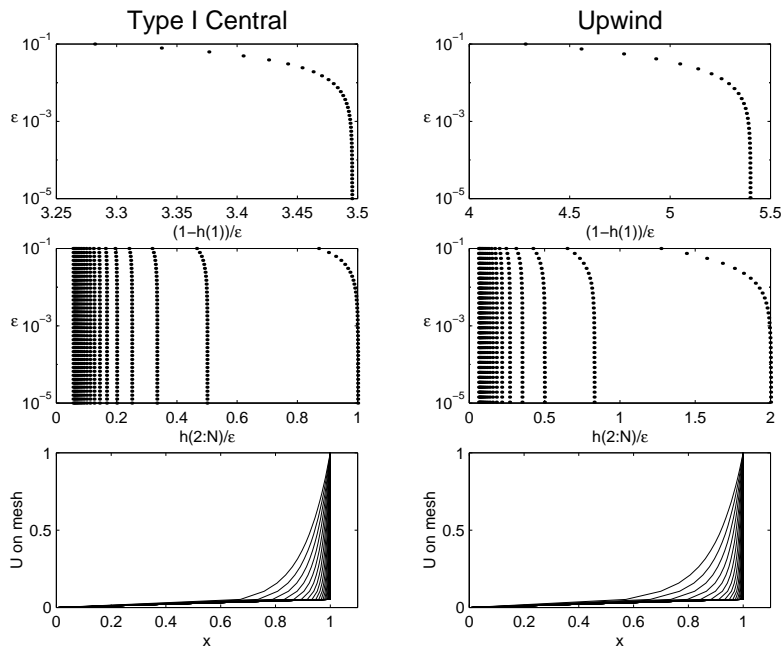 Type I Central
Upwind
10⁻¹
10⁻³
10⁻⁵
ε
3.25 3.3 3.35 3.4 3.45 3.5
(1−h(1))/ε
10⁻¹
10⁻³
10⁻⁵
ε
4 4.5 5 5.5
(1−h(1))/ε
10⁻¹
10⁻³
10⁻⁵
ε
0 0.2 0.4 0.6 0.8 1
h(2:N)/ε
10⁻¹
10⁻³
10⁻⁵
ε
0 0.5 1 1.5 2
h(2:N)/ε
1
0.5
0
U on mesh
0 0.2 0.4 0.6 0.8 1
x
1
0.5
0
U on mesh
0 0.2 0.4 0.6 0.8 1
x